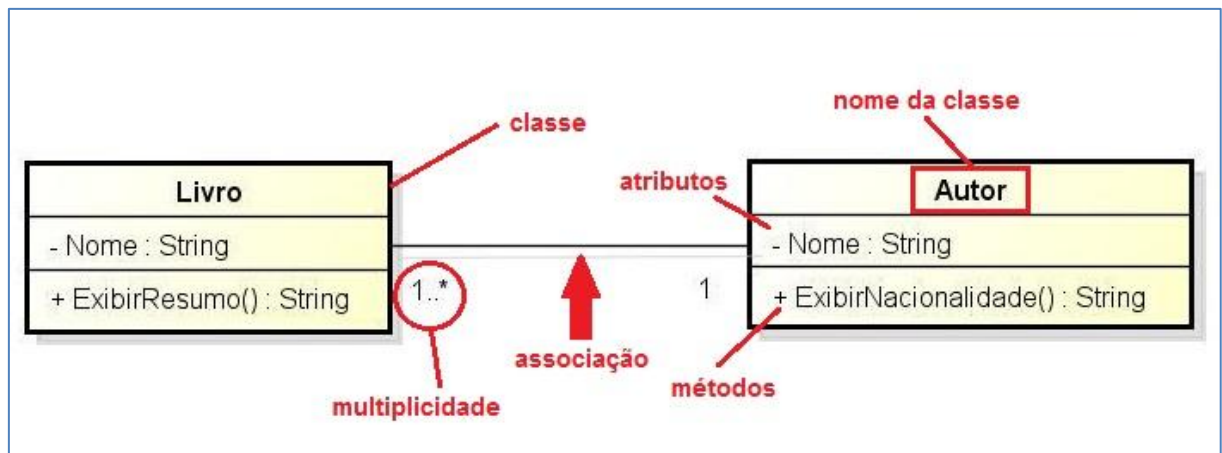 nome da classe
classe
Livro
- Nome : String
+ ExibirResumo() : String
1..*
multiplicidade
associação
1
atributos
Autor
- Nome : String
+ ExibirNacionalidade() : String
métodos